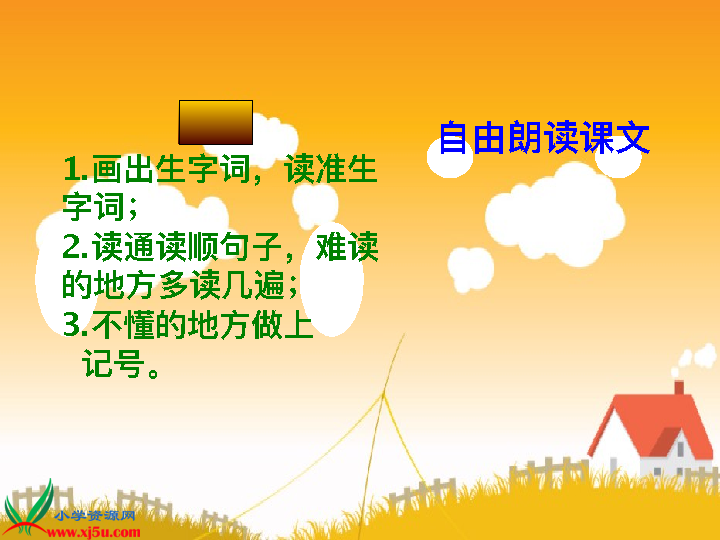 自由朗读课文
1.画出生字词，读准生
字词；
2.读通读顺句子，难读
的地方多读几遍；
3.不懂的地方做上
记号。
小学资源网
www.xj5u.com